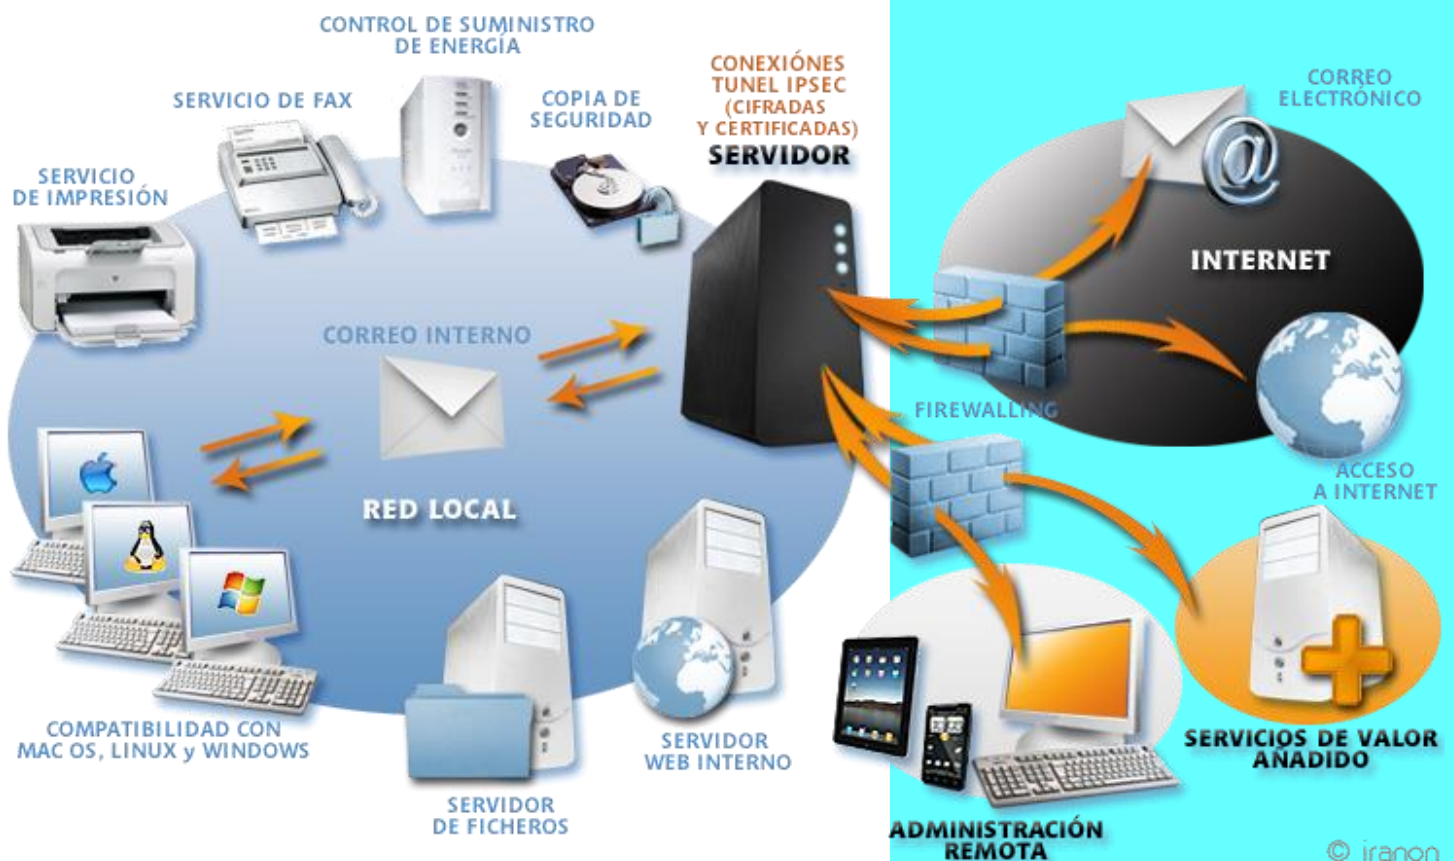 CONTROL DE SUMINISTRO
DE ENERGÍA
SERVICIO DE FAX
COPIA DE
SEGURIDAD
CONEXIÓNES
TUNEL IPSEC
(CIFRADAS
Y CERTIFICADAS)
SERVIDOR
CORREO
ELECTRÓNICO
SERVICIO
DE IMPRESIÓN
INTERNET
CORREO INTERNO
FIREWALLING
ACCESO
A INTERNET
RED LOCAL
COMPATIBILIDAD CON
MAC OS, LINUX y WINDOWS
SERVIDOR
WEB INTERNO
SERVIDOR
DE FICHEROS
SERVICIOS DE VALOR
AÑADIDO
ADMINISTRACIÓN
REMOTA
© iranon